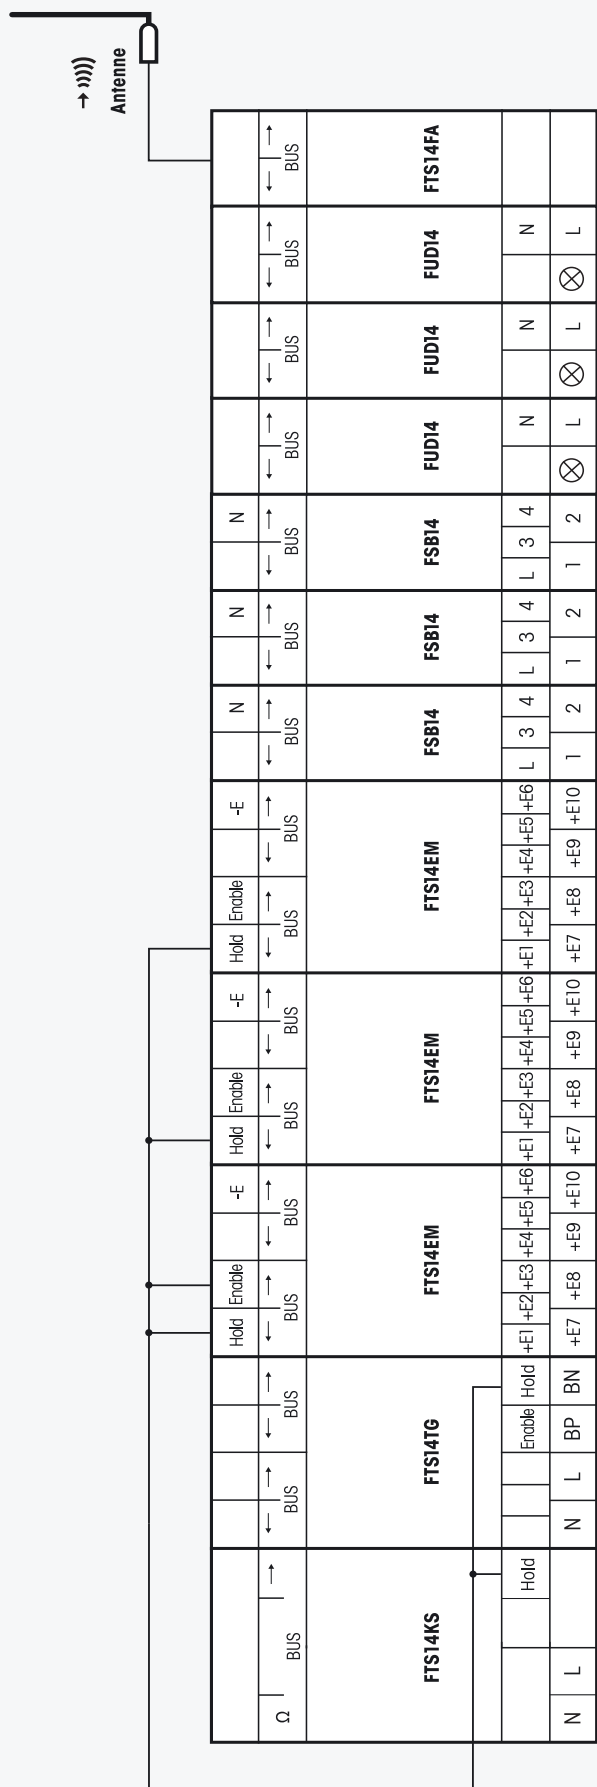 Antenne
BUS
FTS14FA
BUS
FUD14
N
L
BUS
FUD14
N
L
BUS
FUD14
N
L
N
BUS
FSB14
L 3 4
1 2
N
BUS
FSB14
L 3 4
1 2
N
BUS
FSB14
L 3 4
1 2
Hold Enable -E
BUS BUS
FTS14EM
+E1 +E2 +E3 +E4 +E5 +E6
+E7 +E8 +E9 +E10
Hold Enable -E
BUS BUS
FTS14EM
+E1 +E2 +E3 +E4 +E5 +E6
+E7 +E8 +E9 +E10
Hold Enable -E
BUS BUS
FTS14EM
+E1 +E2 +E3 +E4 +E5 +E6
+E7 +E8 +E9 +E10
BUS BUS
FTS14TG
Enable Hold
N L BP BN
Ω
BUS
FTS14KS
Hold
N L